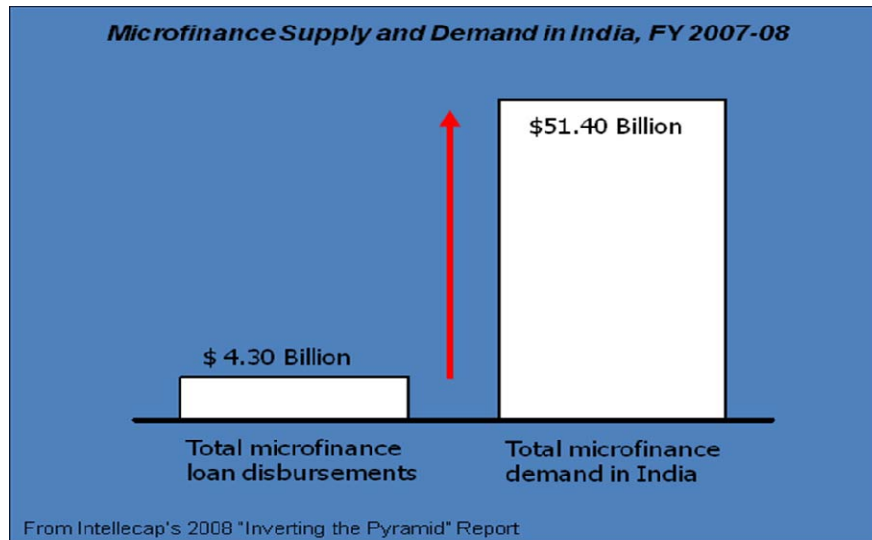 Microfinance Supply and Demand in India, FY 2007-08
$51.40 Billion
$ 4.30 Billion
Total microfinance
loan disbursements
Total microfinance
demand in India
From Intellecap's 2008 "Inverting the Pyramid" Report